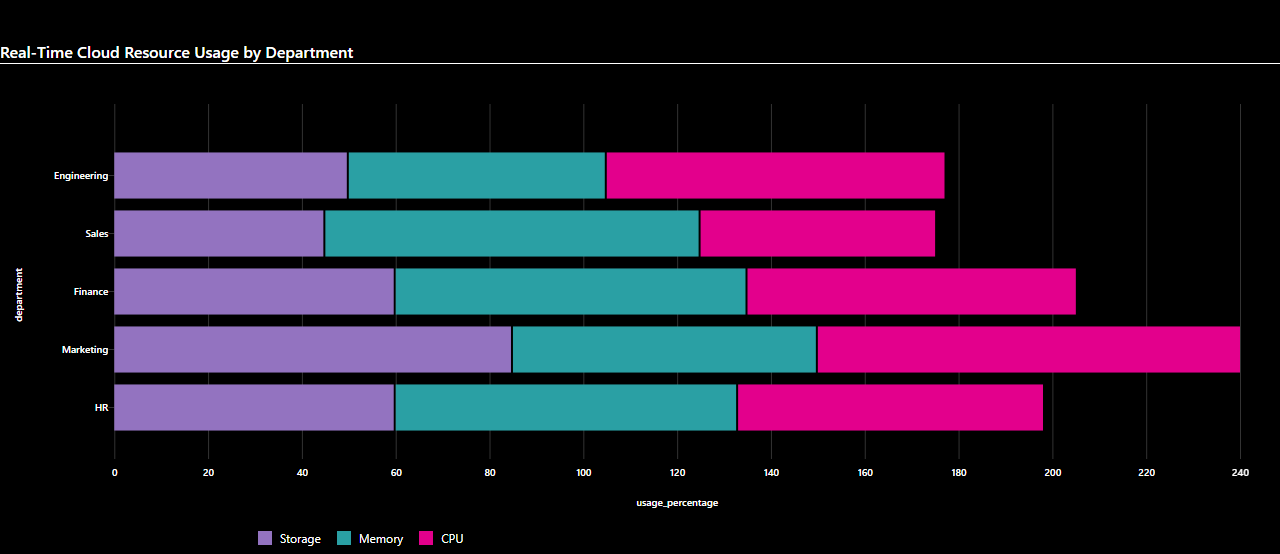 Real-Time Cloud Resource Usage by Department
Engineering
Sales
Finance
Marketing
HR
department
0 20 40 60 80 100 120 140 160 180 200 220 240
usage_percentage
Storage Memory CPU